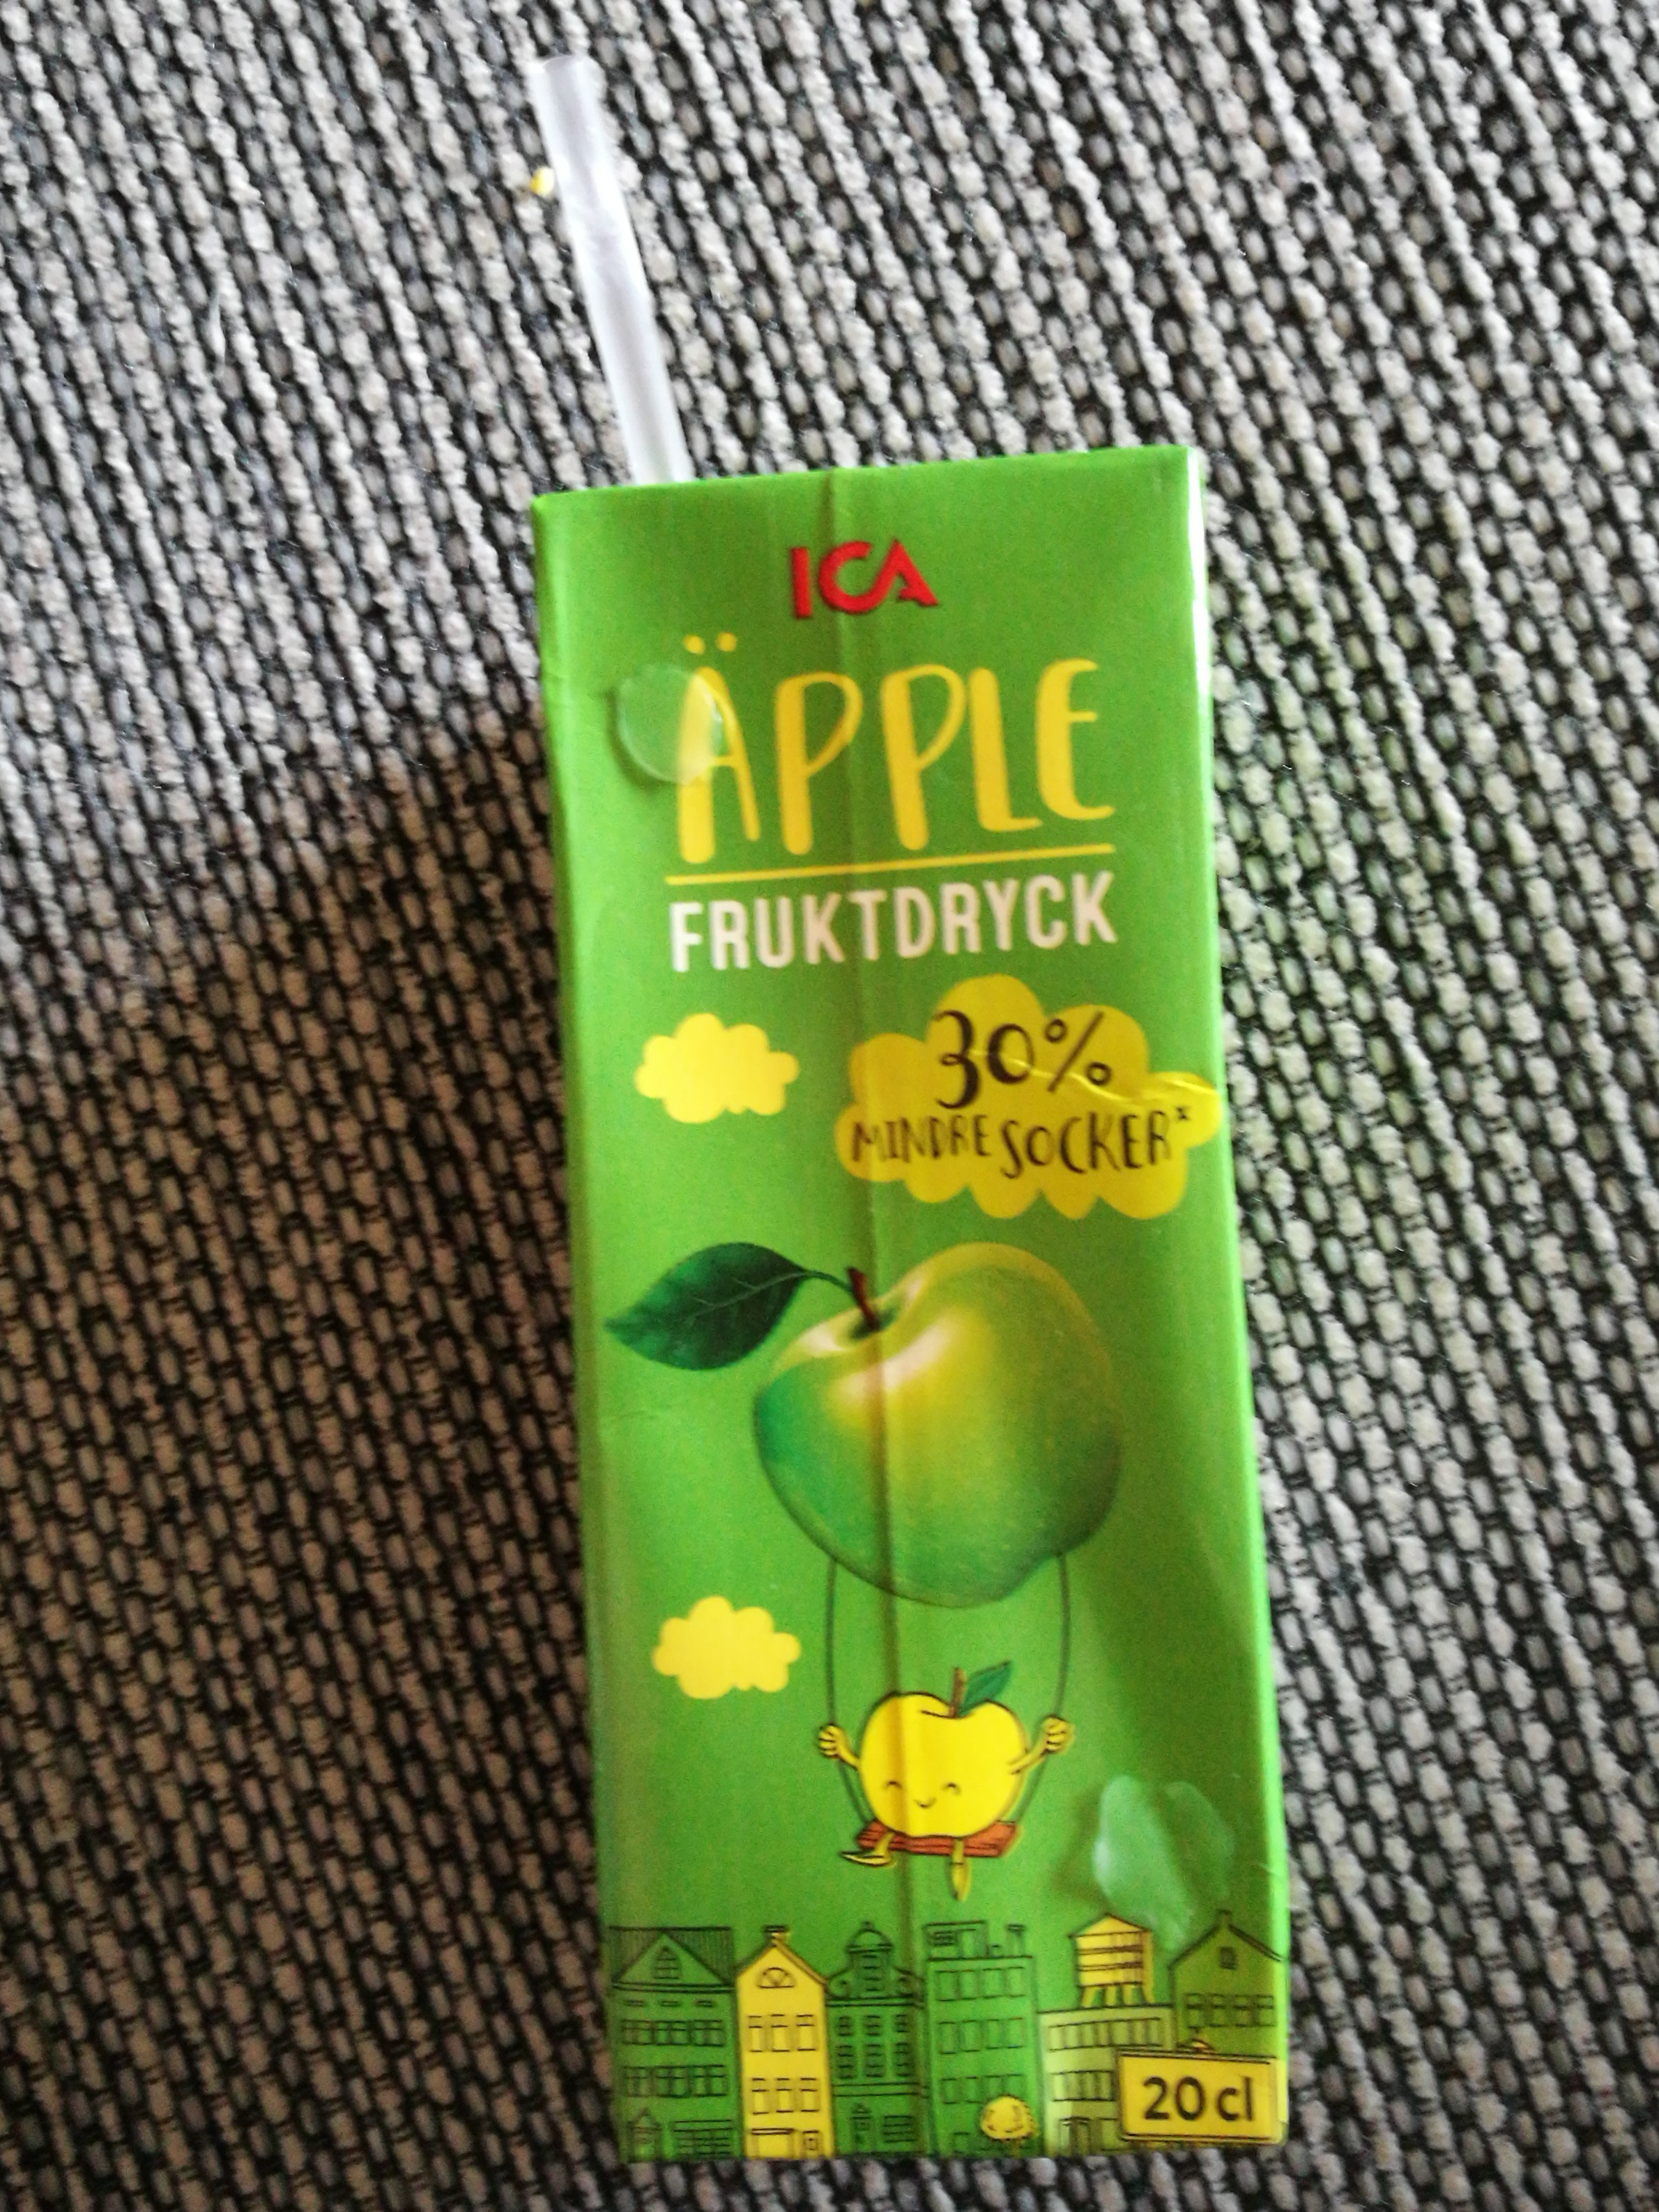 ICA
ÄPPLE
FRUKTDRYCK
30%
MINDRE SOCKER*
20 cl